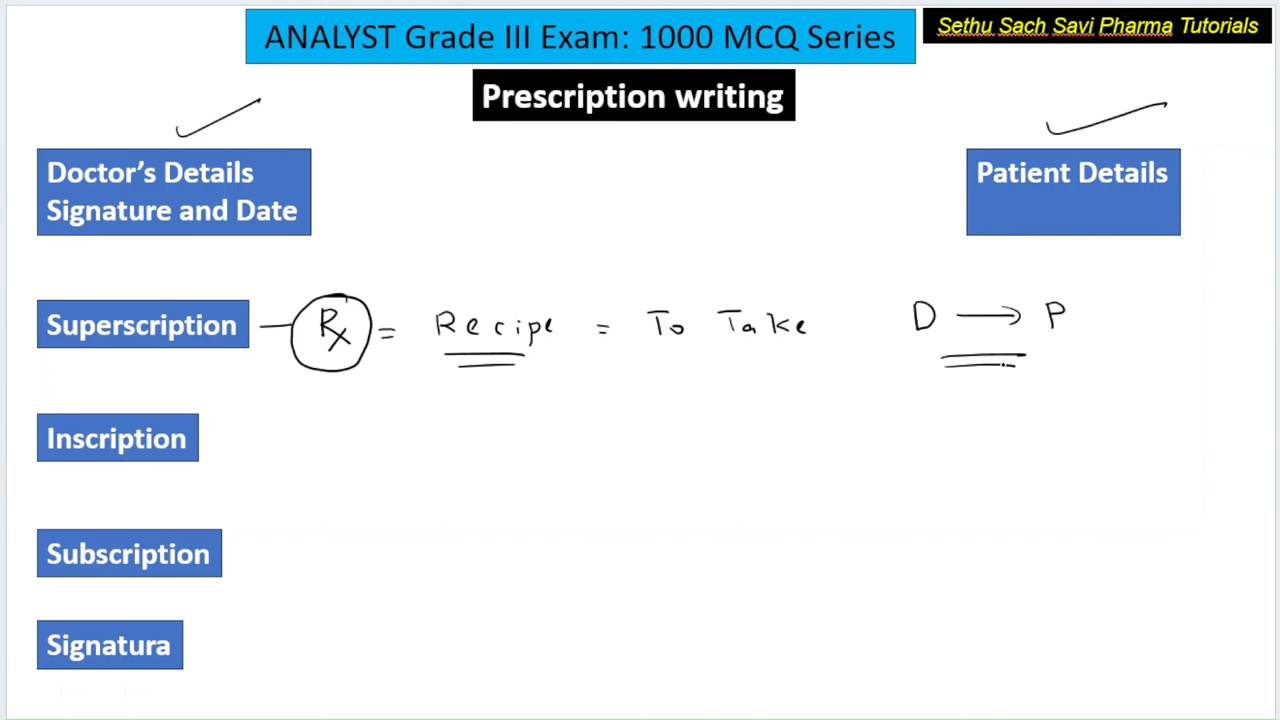 ANALYST Grade III Exam: 1000 MCQ Series
Sethu Sach Savi Pharma Tutorials
Prescription writing
Doctor's Details
Signature and Date
Patient Details
Superscription Rx = Recipe = To Take D → P
Inscription
Subscription
Signatura